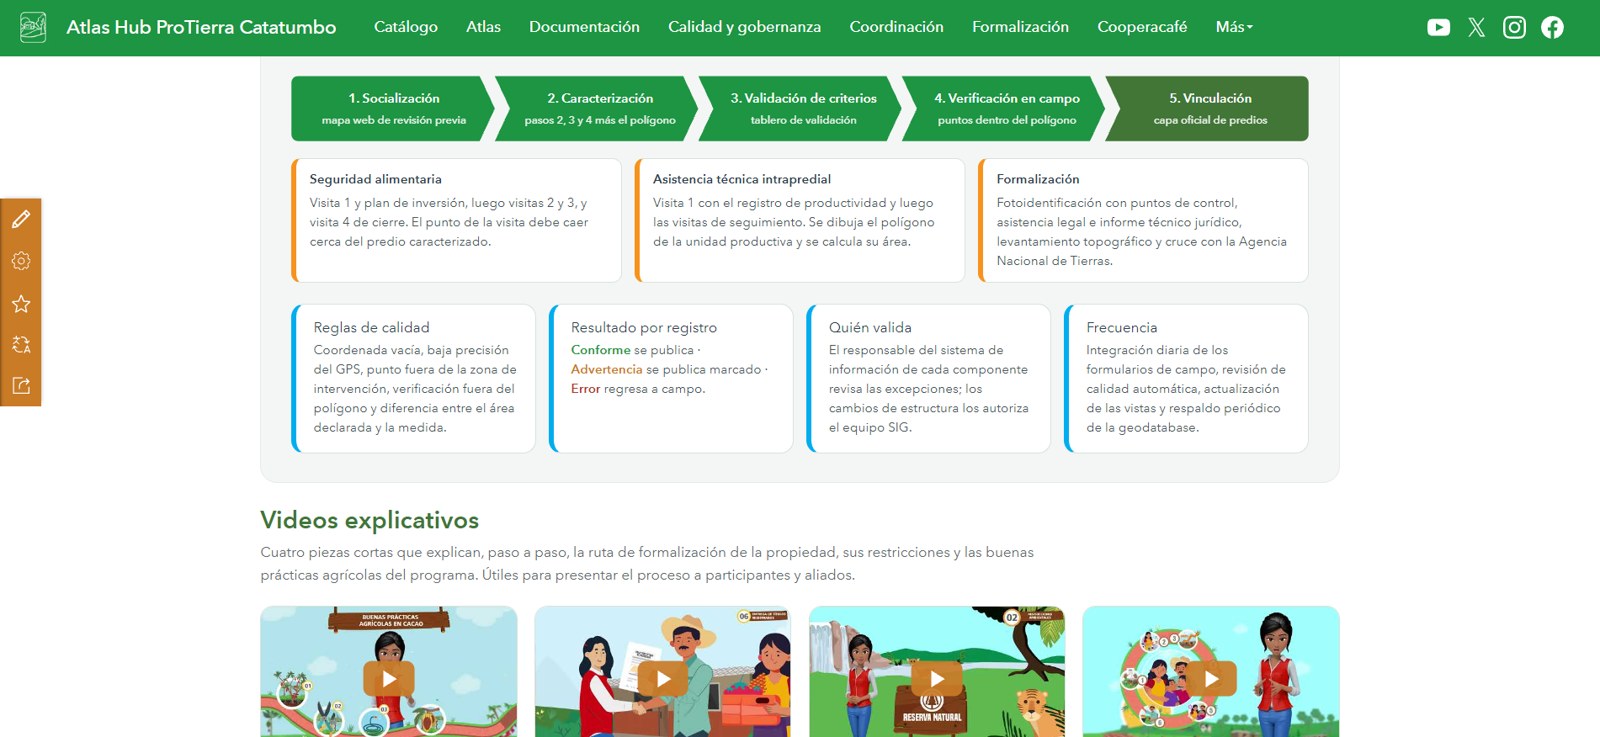 Atlas Hub ProTierra Catatumbo
Catálogo
Atlas
Documentación
Calidad y gobernanza
Coordinación
Formalización
Cooperacafé
Más
1. Socialización
mapa web de revisión previa
2. Caracterización
pasos 2, 3 y 4 más el polígono
3. Validación de criterios
tablero de validación
4. Verificación en campo
puntos dentro del polígono
5. Vinculación
capa oficial de predios
Seguridad alimentaria
Visita 1 y plan de inversión, luego visitas 2 y 3, y
visita 4 de cierre. El punto de la visita debe caer
cerca del predio caracterizado.
Asistencia técnica intrapredial
Visita 1 con el registro de productividad y luego
las visitas de seguimiento. Se dibuja el polígono
de la unidad productiva y se calcula su área.
Formalización
Fotoidentificación con puntos de control,
asistencia legal e informe técnico jurídico,
levantamiento topográfico y cruce con la Agencia
Nacional de Tierras.
Reglas de calidad
Coordenada vacía, baja precisión
del GPS, punto fuera de la zona de
intervención, verificación fuera del
polígono y diferencia entre el área
declarada y la medida.
Resultado por registro
Conforme se publica ·
Advertencia se publica marcado ·
Error regresa a campo.
Quién valida
El responsable del sistema de
información de cada componente
revisa las excepciones; los
cambios de estructura los autoriza
el equipo SIG.
Frecuencia
Integración diaria de los
formularios de campo, revisión de
calidad automática, actualización
de las vistas y respaldo periódico
de la geodatabase.
Videos explicativos
Cuatro piezas cortas que explican, paso a paso, la ruta de formalización de la propiedad, sus restricciones y las buenas
prácticas agrícolas del programa. Útiles para presentar el proceso a participantes y aliados.
BUENAS PRÁCTICAS
AGRÍCOLAS EN CACAO
01
02
03
06
02
RESERVA NATURAL